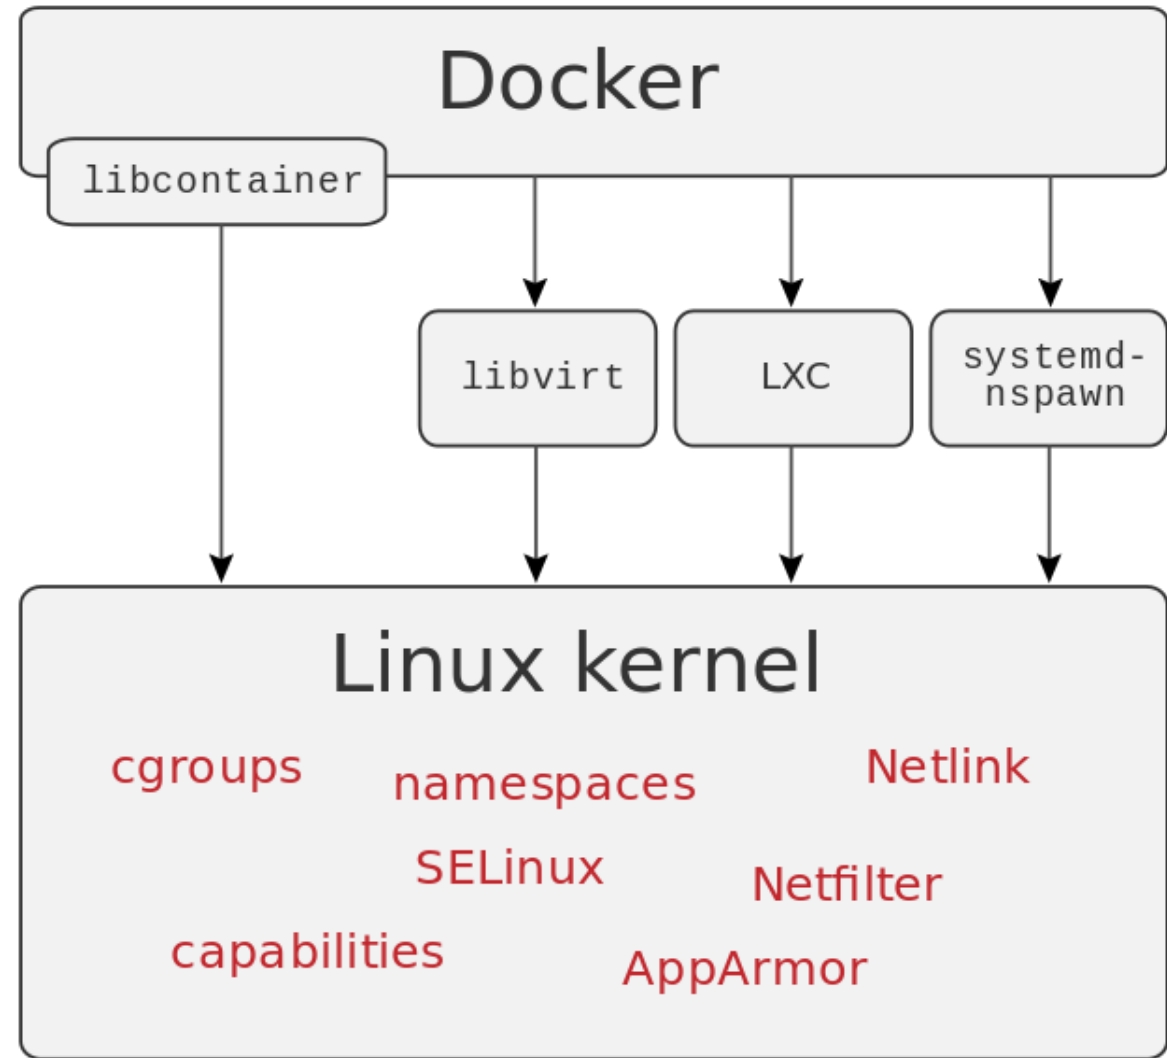 Docker
libcontainer
libvirt
LXC
systemd-
nspawn
Linux kernel
cgroups
namespaces
Netlink
SELinux
Netfilter
capabilities
AppArmor